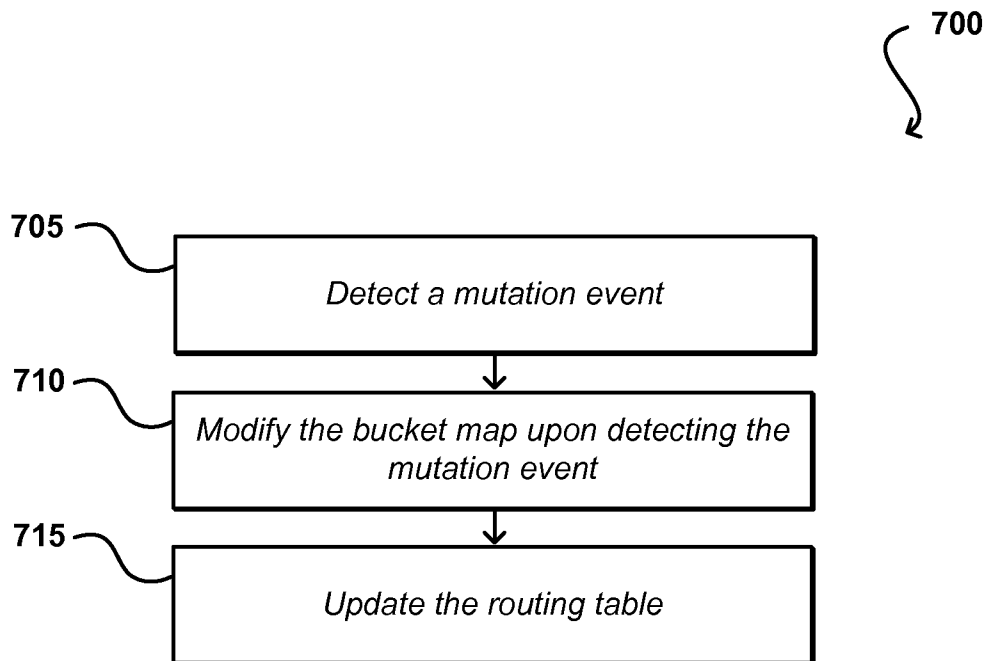 700
705
Detect a mutation event
710
Modify the bucket map upon detecting the
mutation event
715
Update the routing table